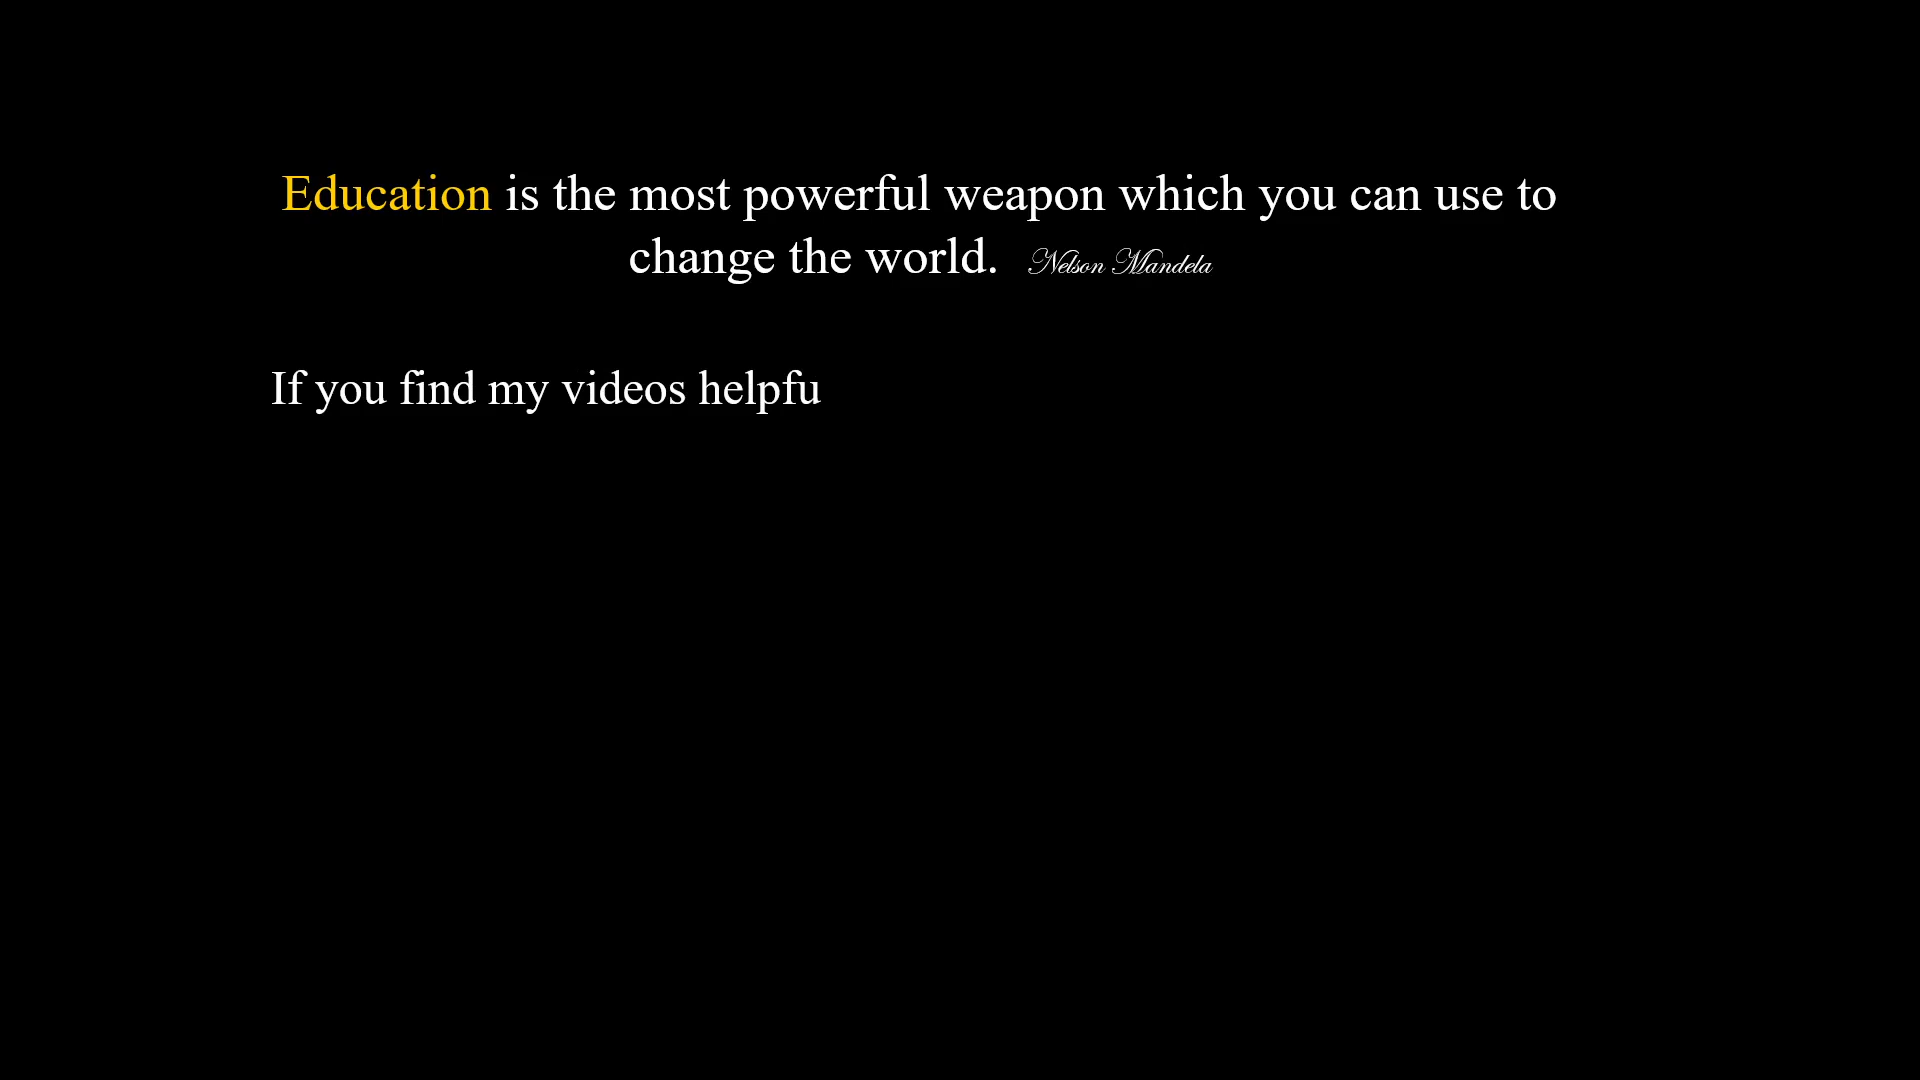 Education is the most powerful weapon which you can use to
change the world. Nelson Mandela
If you find my videos helpfu